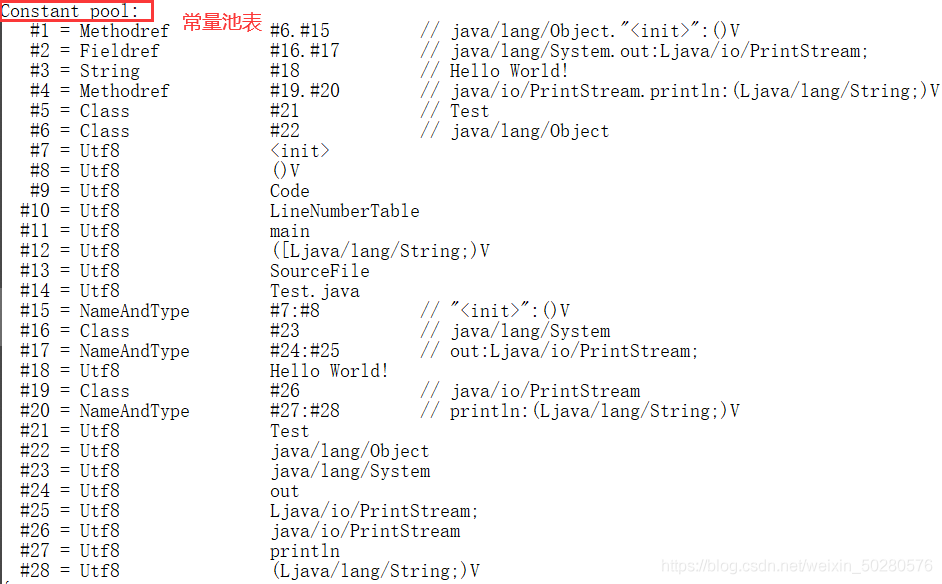 Constant pool: 常量池表
#1 = Methodref #6.#15 // java/lang/Object."<init>":()V
#2 = Fieldref #16.#17 // java/lang/System.out:Ljava/io/PrintStream;
#3 = String #18 // Hello World!
#4 = Methodref #19.#20 // java/io/PrintStream.println:(Ljava/lang/String;)V
#5 = Class #21 // Test
#6 = Class #22 // java/lang/Object
#7 = Utf8 <init>
#8 = Utf8 ()V
#9 = Utf8 Code
#10 = Utf8 LineNumberTable
#11 = Utf8 main
#12 = Utf8 ([Ljava/lang/String;)V
#13 = Utf8 SourceFile
#14 = Utf8 Test.java
#15 = NameAndType #7:#8 // "<init>":()V
#16 = Class #23 // java/lang/System
#17 = NameAndType #24:#25 // out:Ljava/io/PrintStream;
#18 = Utf8 Hello World!
#19 = Class #26 // java/io/PrintStream
#20 = NameAndType #27:#28 // println:(Ljava/lang/String;)V
#21 = Utf8 Test
#22 = Utf8 java/lang/Object
#23 = Utf8 java/lang/System
#24 = Utf8 out
#25 = Utf8 Ljava/io/PrintStream;
#26 = Utf8 java/io/PrintStream
#27 = Utf8 println
#28 = Utf8 (Ljava/lang/String;)V
https://blog.csdn.net/weixin_50280576